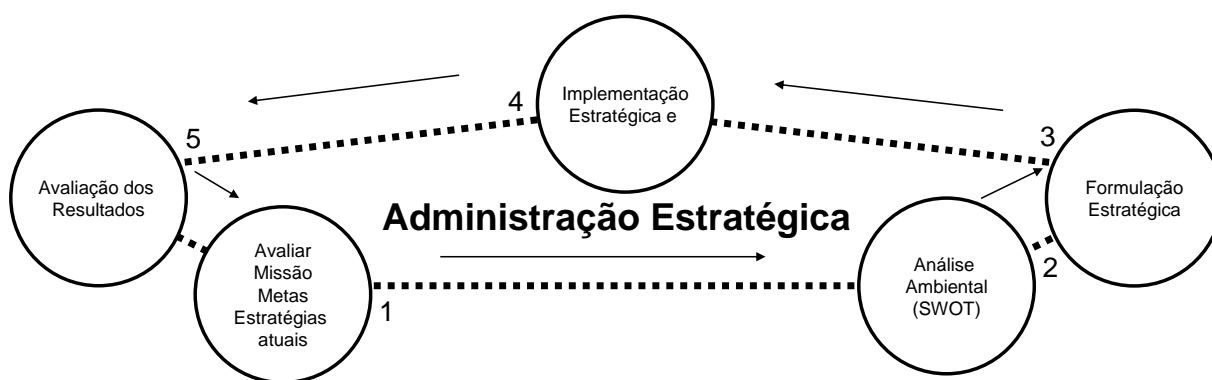 Implementação
Estratégica e
4
5
3
Avaliação dos
Resultados
Formulação
Estratégica
Administração Estratégica
Avaliar
Missão
Metas
Estratégias
atuais
1
Análise
Ambiental
(SWOT)
2